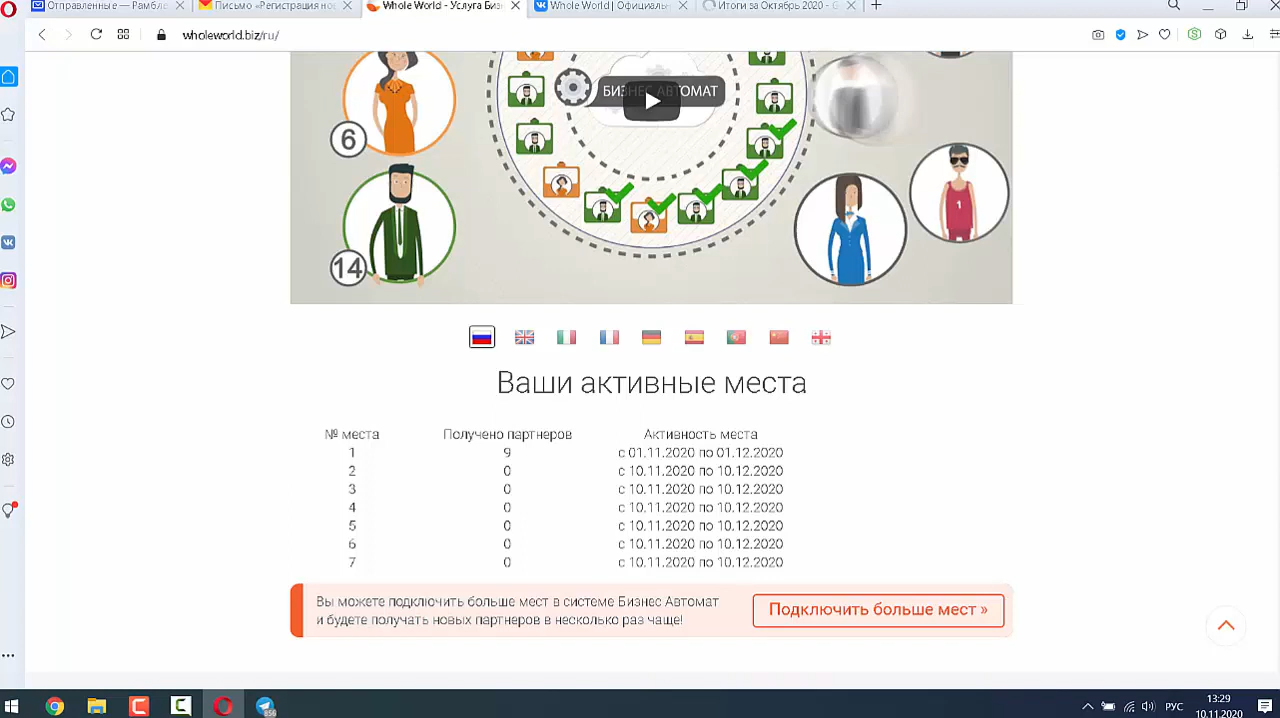 Отправленные — Рамбле
Письмо «Регистрация нов
Whole World - Услуга Биз
Whole World | Официальн
Итоги за Октябрь 2020 - G
wholeworld.biz/ru/
БИЗНЕС АВТОМАТ
6
14
1
Ваши активные места
№ места Получено партнеров Активность места
1 9 с 01.11.2020 по 01.12.2020
2 0 с 10.11.2020 по 10.12.2020
3 0 с 10.11.2020 по 10.12.2020
4 0 с 10.11.2020 по 10.12.2020
5 0 с 10.11.2020 по 10.12.2020
6 0 с 10.11.2020 по 10.12.2020
7 0 с 10.11.2020 по 10.12.2020
Вы можете подключить больше мест в системе Бизнес Автомат
и будете получать новых партнеров в несколько раз чаще!
Подключить больше мест »
856
РУС
13:29
10.11.2020